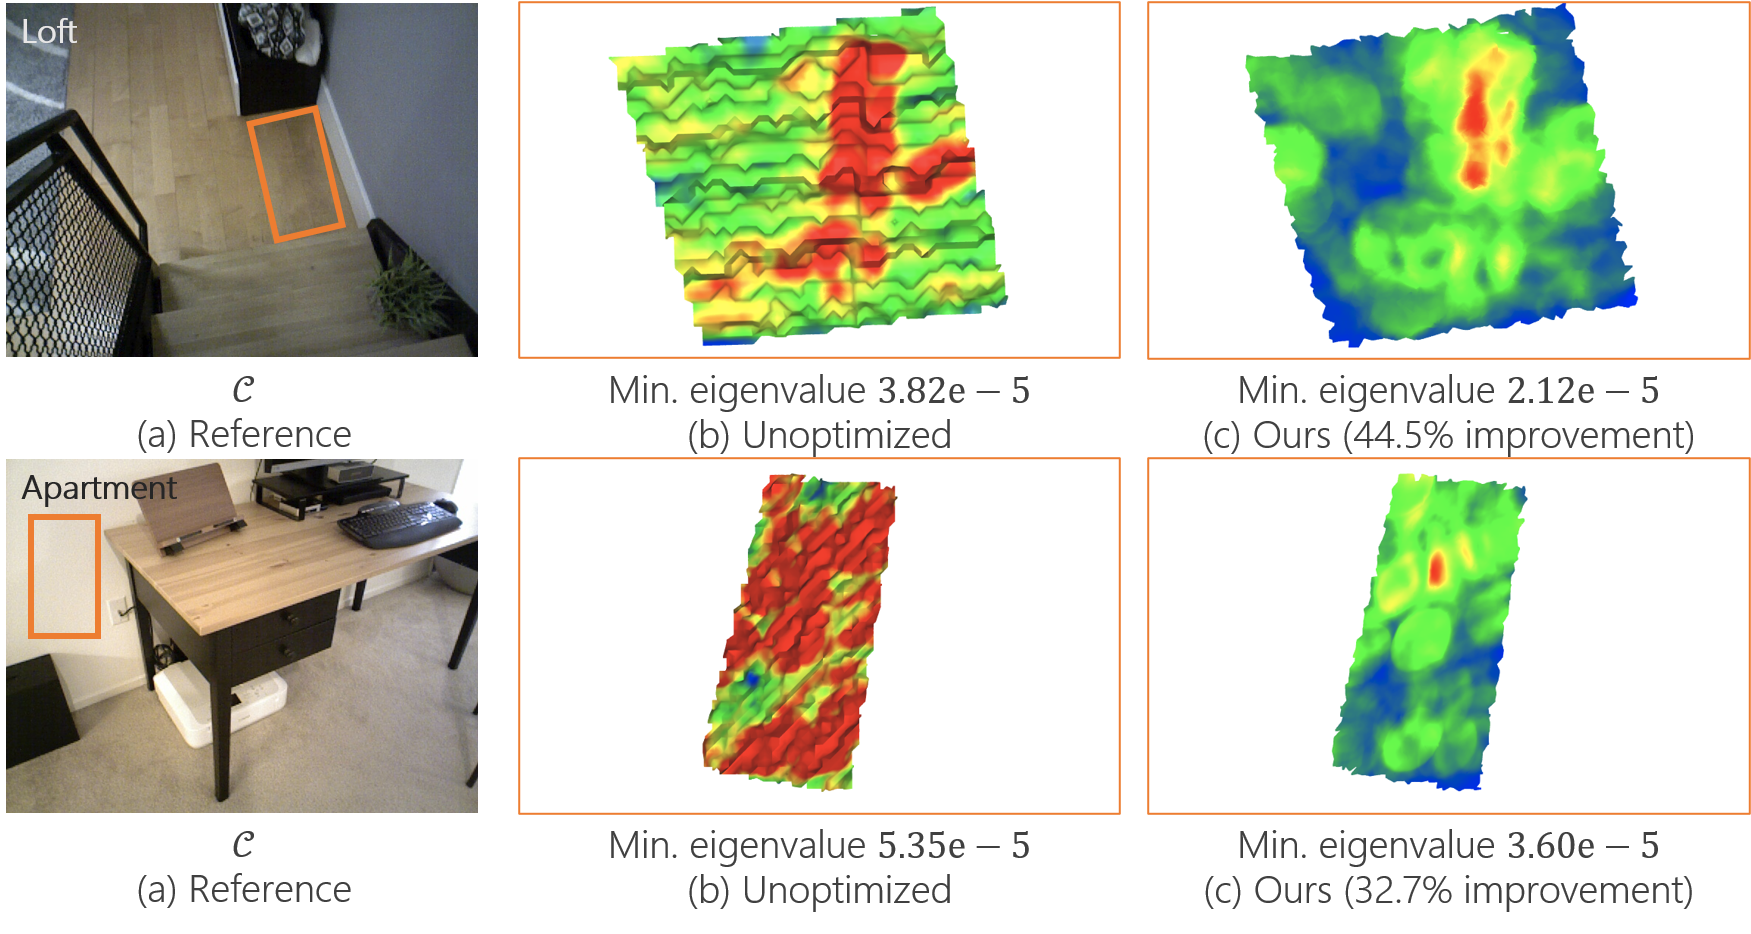 Loft
𝒞
(a) Reference
Min. eigenvalue 3.82e − 5
(b) Unoptimized
Min. eigenvalue 2.12e − 5
(c) Ours (44.5% improvement)
Apartment
𝒞
(a) Reference
Min. eigenvalue 5.35e − 5
(b) Unoptimized
Min. eigenvalue 3.60e − 5
(c) Ours (32.7% improvement)